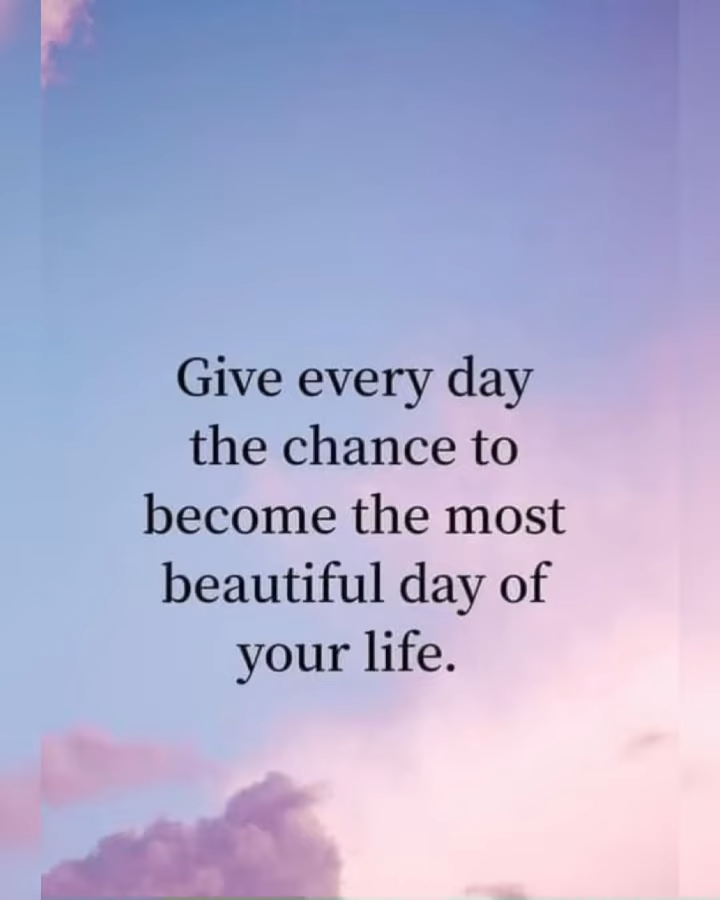 Give every day
the chance to
become the most
beautiful day of
your life.